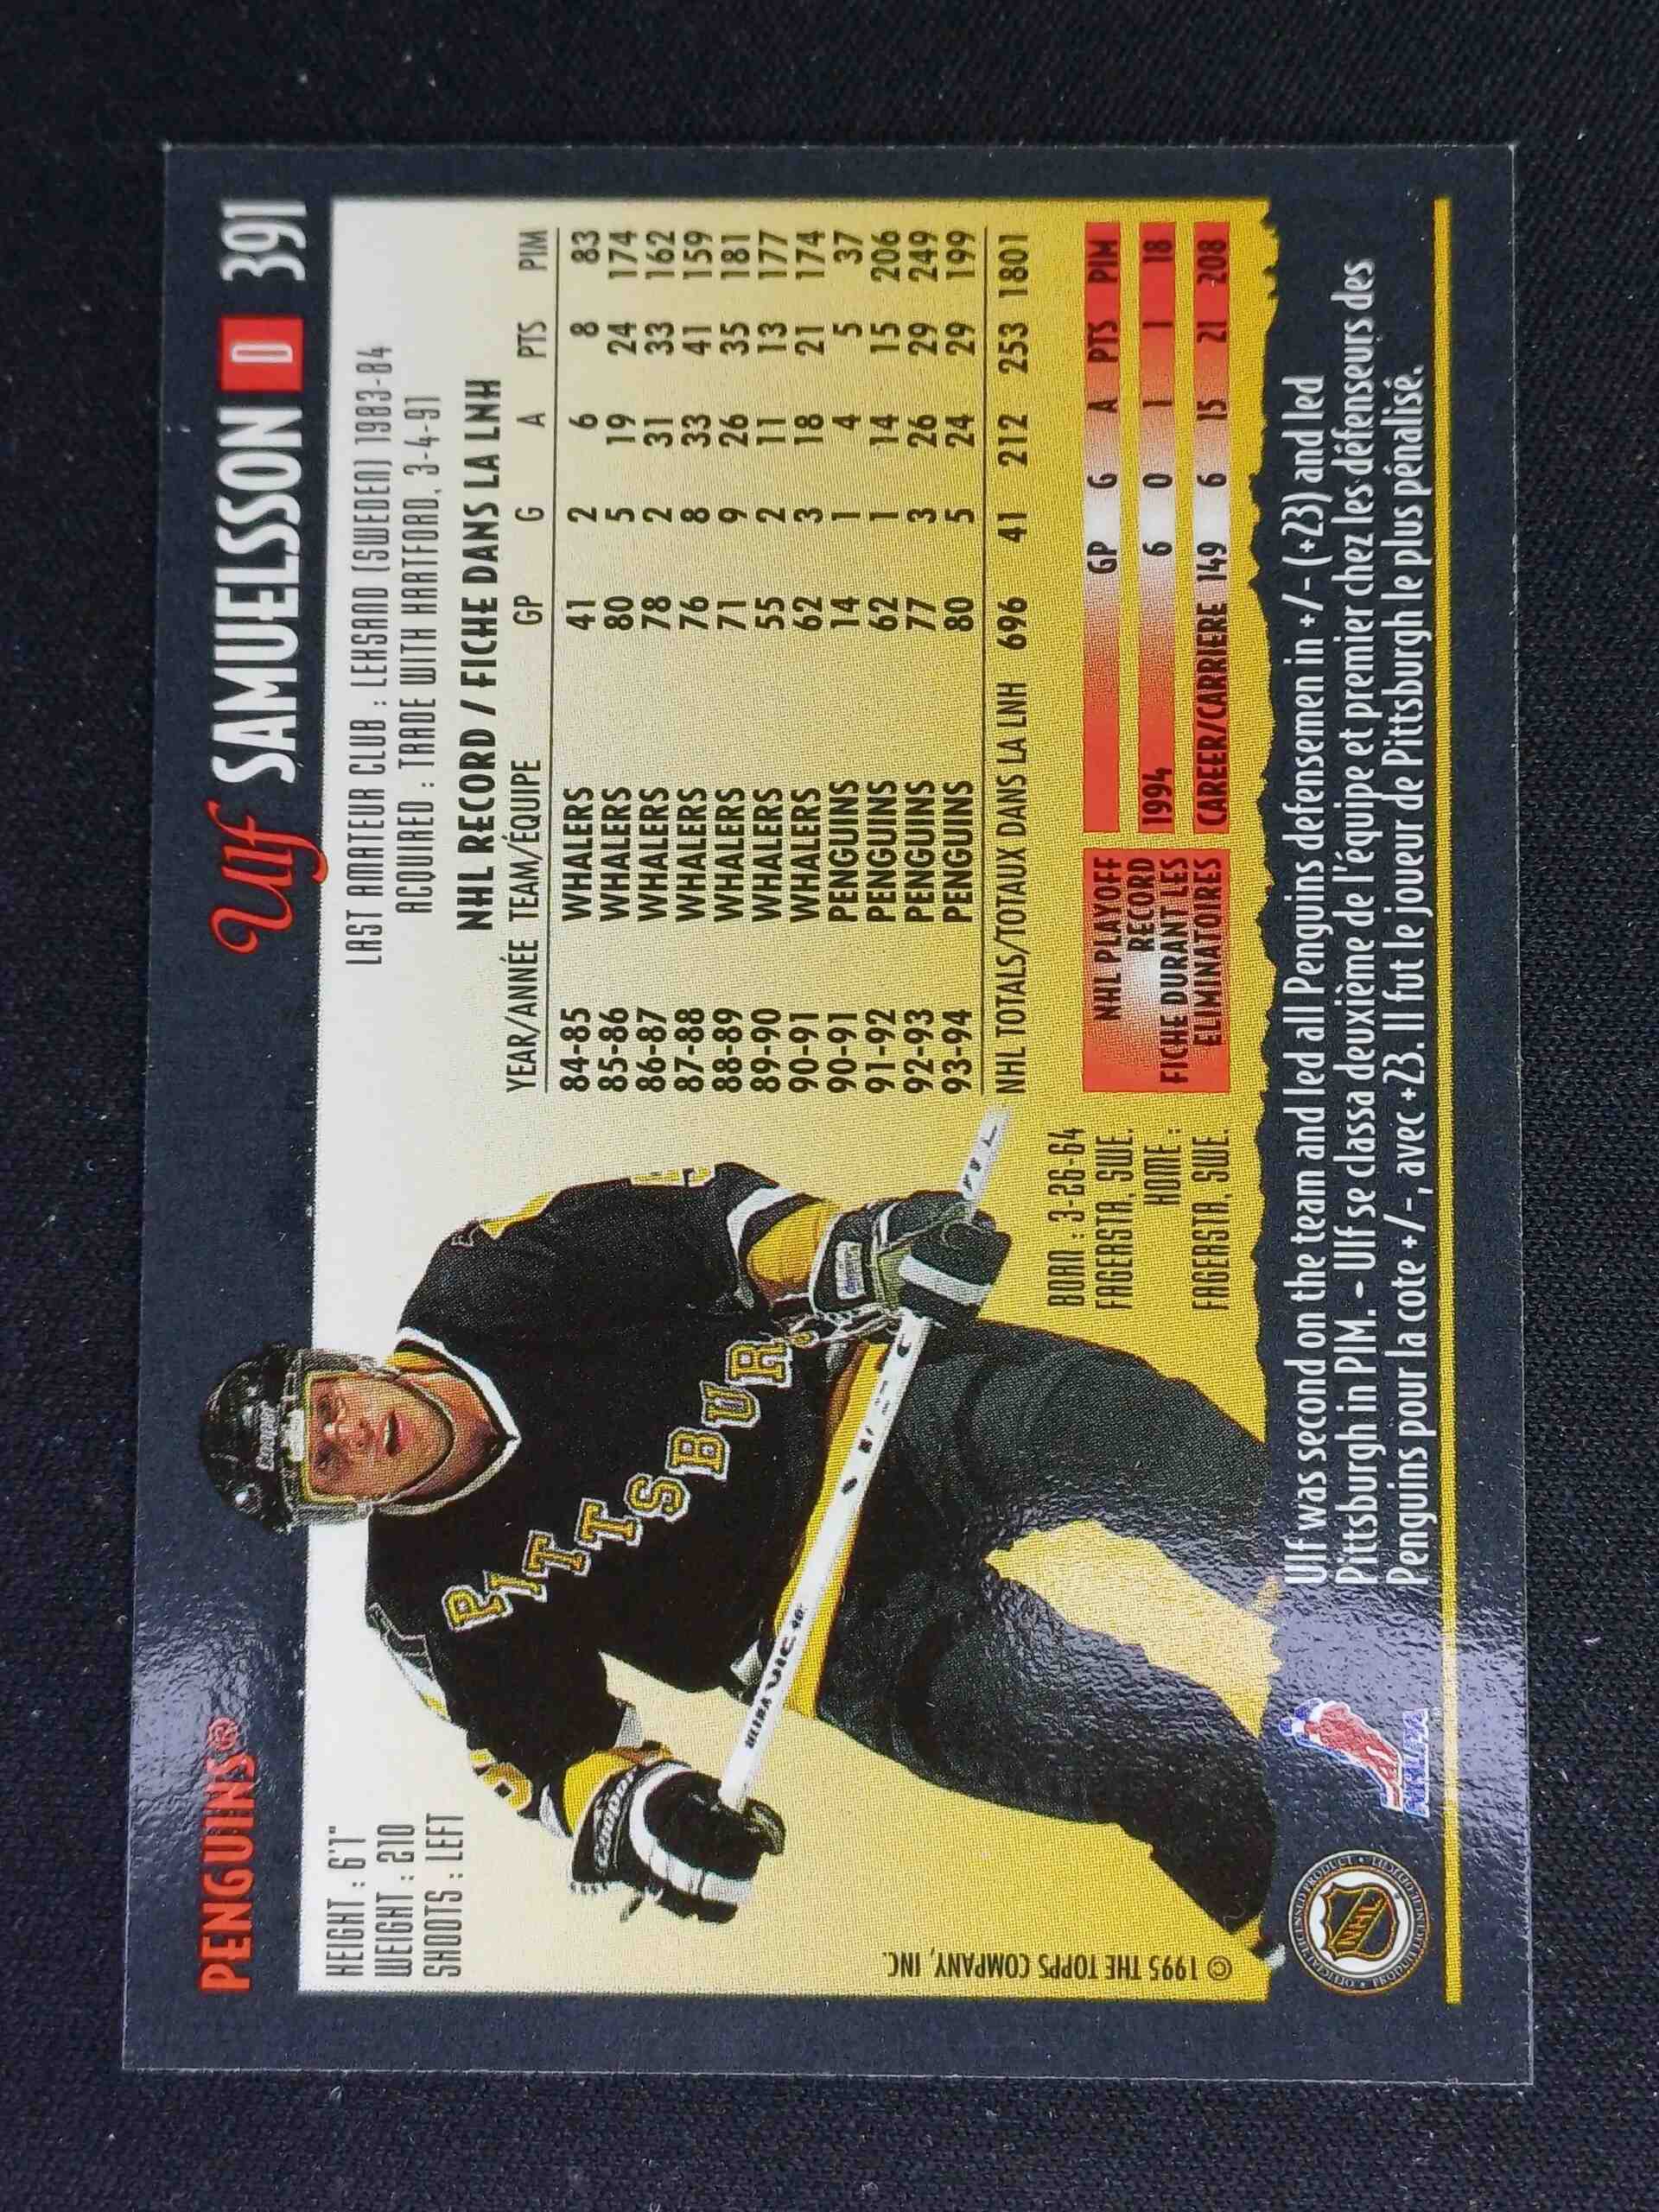 PENGUINS®
Ulf SAMUELSSON D 391
HEIGHT : 6'1"
WEIGHT : 210
SHOOTS : LEFT
LAST AMATEUR CLUB : LEKSAND (SWEDEN) 1983-84
ACQUIRED : TRADE WITH HARTFORD, 3-4-91
NHL RECORD / FICHE DANS LA LNH
YEAR/ANNÉE TEAM/ÉQUIPE GP G A PTS PIM
84-85 WHALERS 41 2 6 8 83
85-86 WHALERS 80 5 19 24 174
86-87 WHALERS 78 2 31 33 162
87-88 WHALERS 76 8 33 41 159
88-89 WHALERS 71 9 26 35 181
89-90 WHALERS 55 2 11 13 177
90-91 WHALERS 62 3 18 21 174
90-91 PENGUINS 14 1 4 5 37
91-92 PENGUINS 62 1 14 15 206
92-93 PENGUINS 77 3 26 29 249
93-94 PENGUINS 80 5 24 29 199
NHL TOTALS/TOTAUX DANS LA LNH 696 41 212 253 1801
PITTSBUR
BORN : 3-26-64
FAGERSTA, SWE.
HOME :
FAGERSTA, SWE.
NHL PLAYOFF
RECORD
FICHE DURANT LES
ELIMINATOIRES
GP G A PTS PIM
1994 6 0 1 1 18
CAREER/CARRIERE 149 6 15 21 208
© 1995 THE TOPPS COMPANY, INC.
Ulf was second on the team and led all Penguins defensemen in +/- (+23) and led
Pittsburgh in PIM. - Ulf se classa deuxième de l'équipe et premier chez les défenseurs des
Penguins pour la cote +/-, avec +23. Il fut le joueur de Pittsburgh le plus pénalisé.
NHL
NHLPA